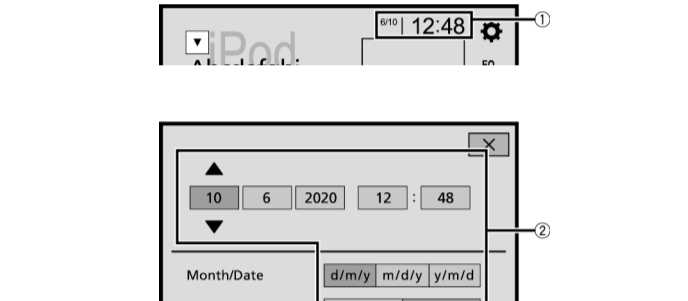 6/10 | 12:48 ①
▼ iPod
10 6 2020 12 : 48
②
Month/Date d/m/y m/d/y y/m/d